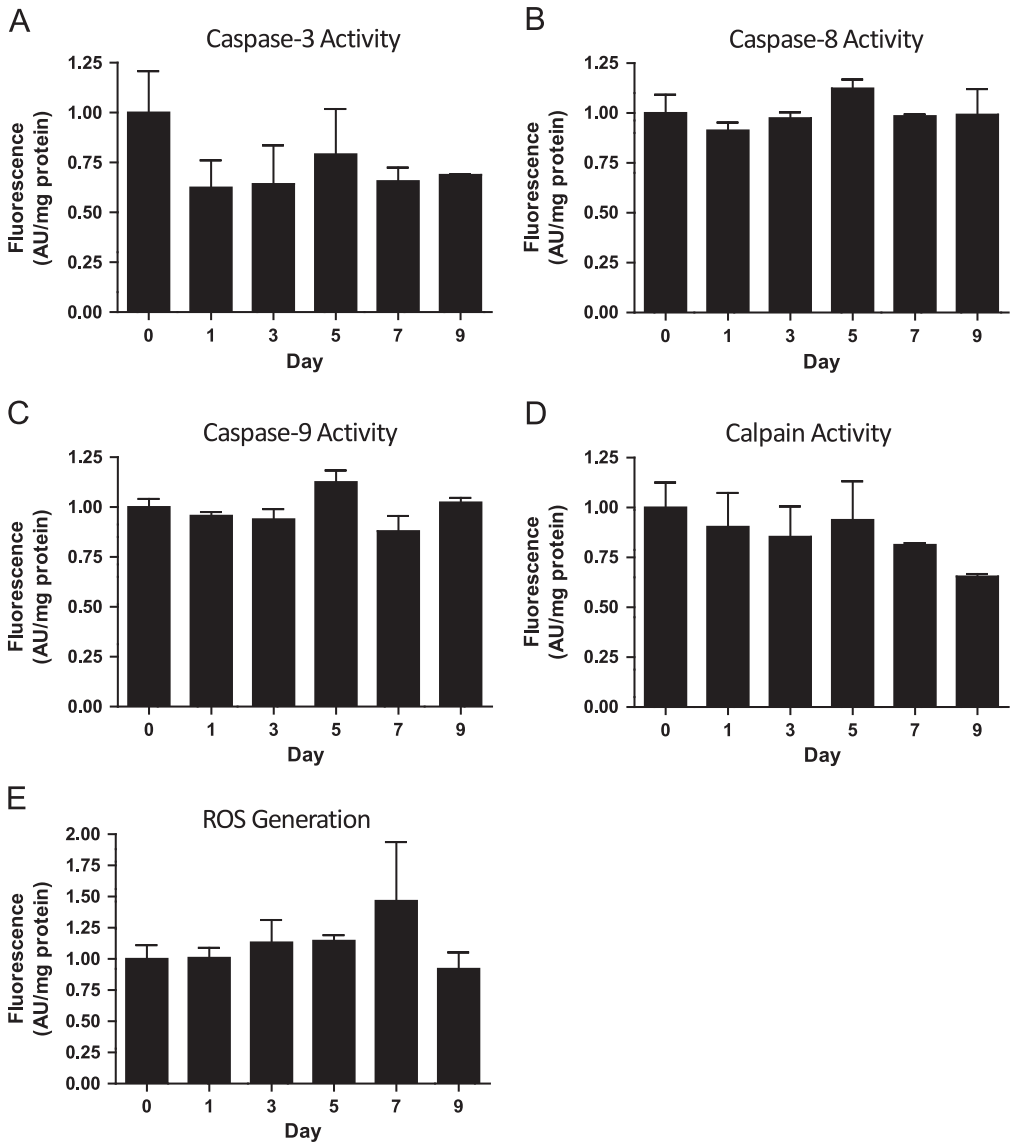 A
Caspase-3 Activity
Fluorescence
(AU/mg protein)
1.25
1.00
0.75
0.50
0.25
0.00
0 1 3 5 7 9
Day
B
Caspase-8 Activity
Fluorescence
(AU/mg protein)
1.25
1.00
0.75
0.50
0.25
0.00
0 1 3 5 7 9
Day
C
Caspase-9 Activity
Fluorescence
(AU/mg protein)
1.25
1.00
0.75
0.50
0.25
0.00
0 1 3 5 7 9
Day
D
Calpain Activity
Fluorescence
(AU/mg protein)
1.25
1.00
0.75
0.50
0.25
0.00
0 1 3 5 7 9
Day
E
ROS Generation
Fluorescence
(AU/mg protein)
2.00
1.75
1.50
1.25
1.00
0.75
0.50
0.25
0.00
0 1 3 5 7 9
Day